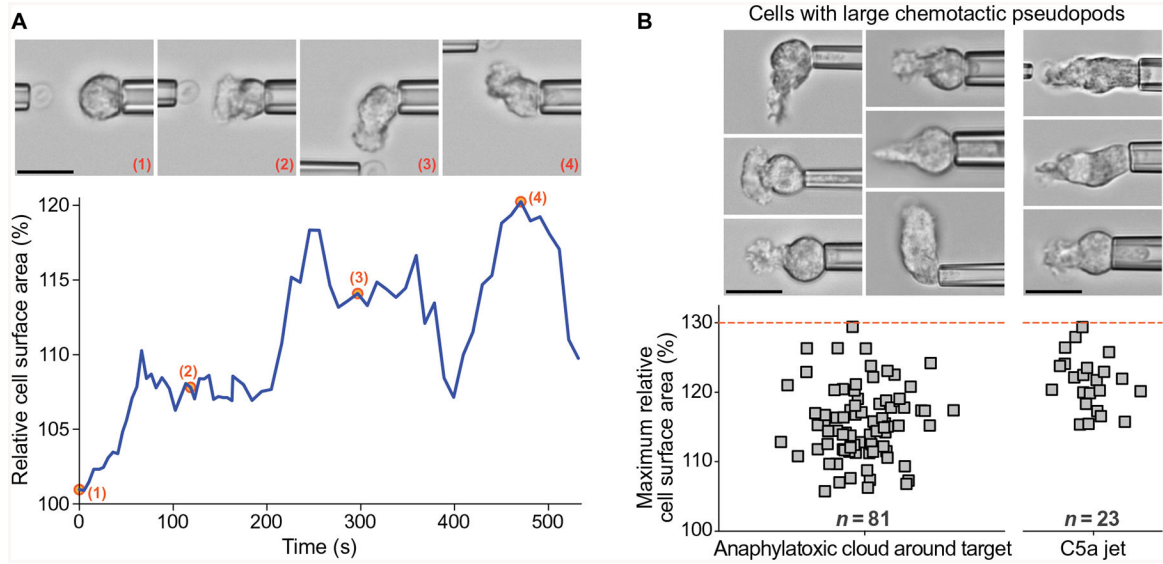 A
(1)
(2)
(3)
(4)
Relative cell surface area (%)
120
115
110
105
100
(1)
(2)
(3)
(4)
0
100
200
300
400
500
Time (s)
B
Cells with large chemotactic pseudopods
Maximum relative
cell surface area (%)
130
120
110
100
n = 81
n = 23
Anaphylatoxic cloud around target
C5a jet